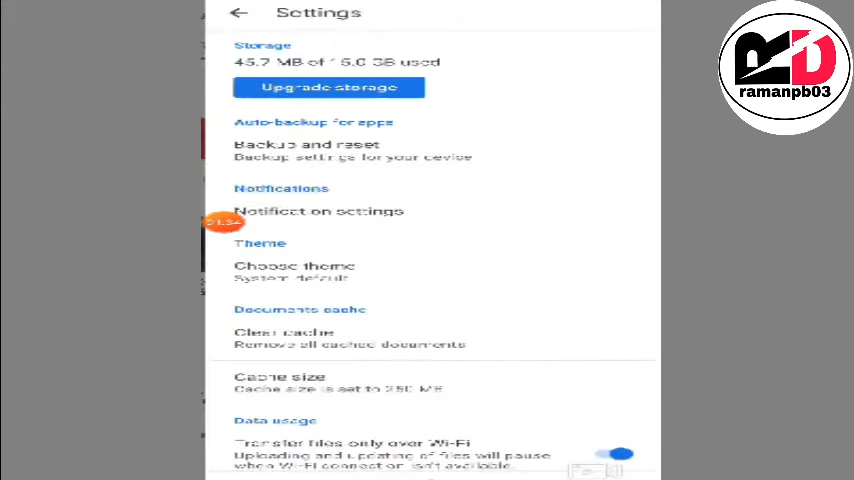 Settings
Storage
45.7 MB of 15.0 GB used
Upgrade storage
Auto-backup for apps
Backup and reset
Backup settings for your device
Notifications
Notification settings
01:34
Theme
Choose theme
System default
Documents cache
Clear cache
Remove all cached documents
Cache size
Cache size is set to 250 MB
Data usage
Transfer files only over Wi-Fi
Uploading and updating of files will pause
when Wi-Fi connection isn't available.
RD
ramanpb03